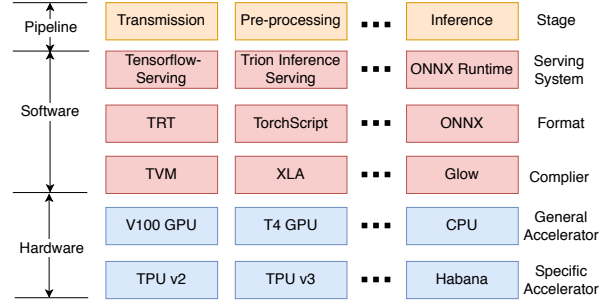 Pipeline
Transmission
Pre-processing
Inference
Stage
Tensorflow-
Serving
Trion Inference
Serving
ONNX Runtime
Serving
System
Software
TRT
TorchScript
ONNX
Format
TVM
XLA
Glow
Complier
V100 GPU
T4 GPU
CPU
General
Accelerator
Hardware
TPU v2
TPU v3
Habana
Specific
Accelerator